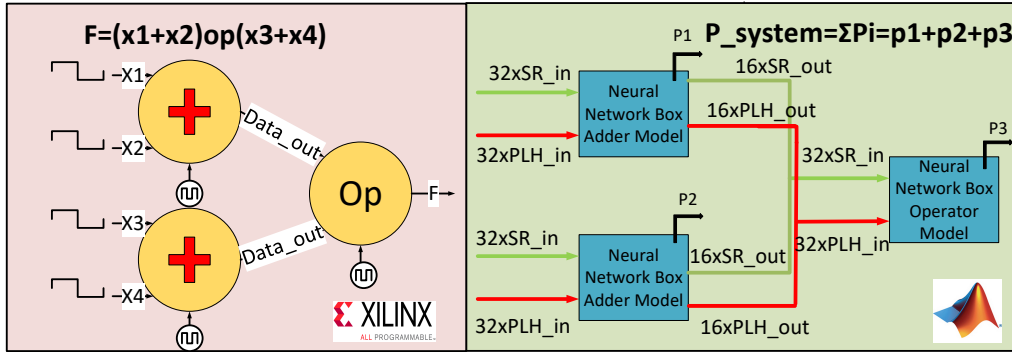 F=(x1+x2)op(x3+x4)
X1
X2
Data_out
Op
F
X3
Data_out
X4
XILINX
ALL PROGRAMMABLE.
P_system=ΣPi=p1+p2+p3
P1
32xSR_in
16xSR_out
Neural
Network Box
Adder Model
16xPLH_out
32xPLH_in
P3
32xSR_in
Neural
Network Box
Operator
Model
32xPLH_in
P2
32xSR_in
16xSR_out
Neural
Network Box
Adder Model
32xPLH_in
16xPLH_out